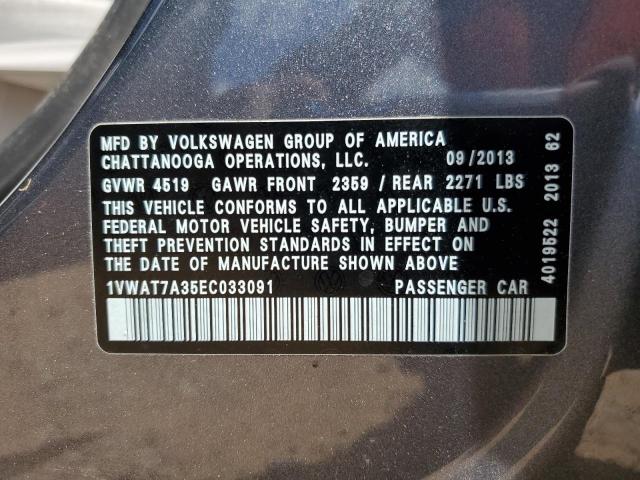 MFD BY VOLKSWAGEN GROUP OF AMERICA
CHATTANOOGA OPERATIONS, LLC. 09/2013
GVWR 4519 GAWR FRONT 2359 / REAR 2271 LBS
THIS VEHICLE CONFORMS TO ALL APPLICABLE U.S.
FEDERAL MOTOR VEHICLE SAFETY, BUMPER AND
THEFT PREVENTION STANDARDS IN EFFECT ON
THE DATE OF MANUFACTURE SHOWN ABOVE
1VWAT7A35EC033091 PASSENGER CAR
4019522 2013 62